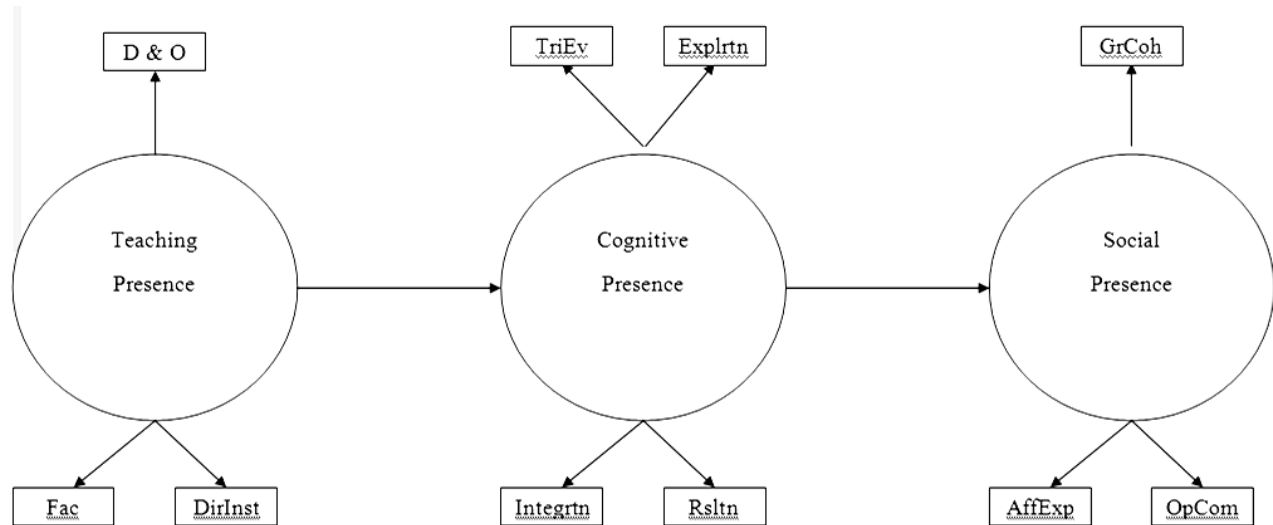 D & O
TriEv
Explrtn
GrCoh
Teaching
Presence
Cognitive
Presence
Social
Presence
Fac
DirInst
Integrtn
Rsltn
AffExp
OpCom